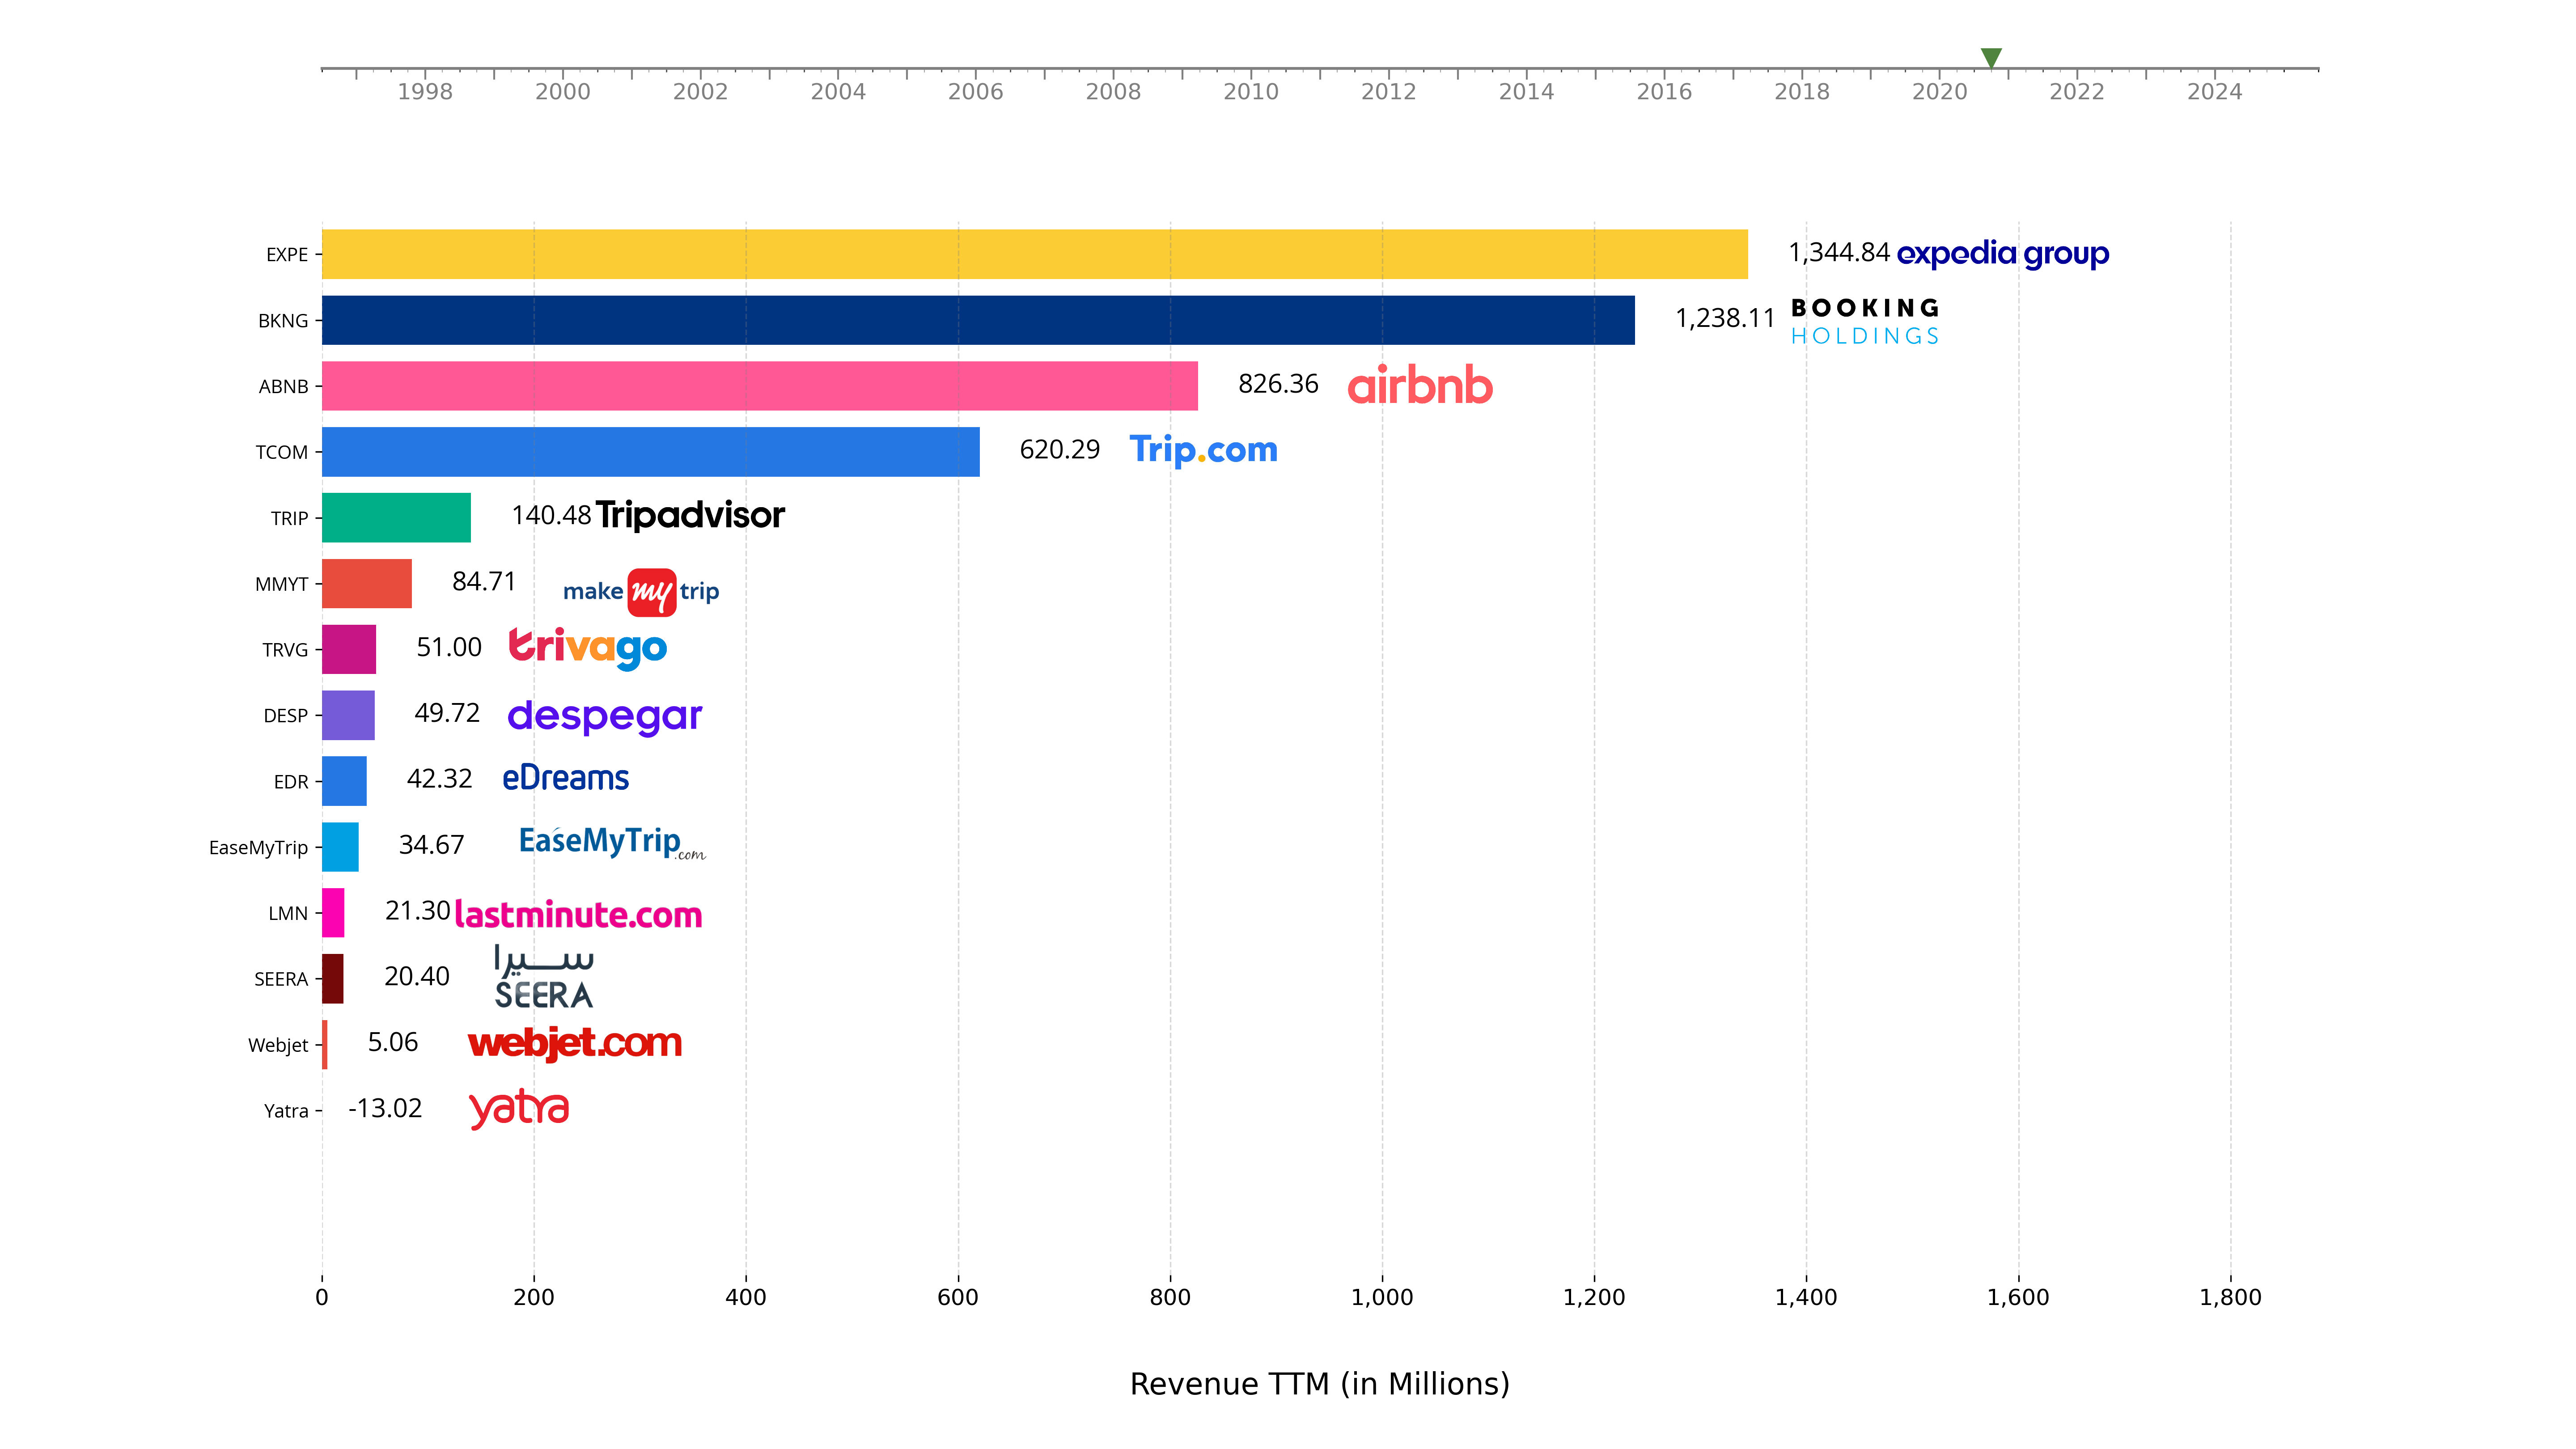 1998 2000 2002 2004 2006 2008 2010 2012 2014 2016 2018 2020 2022 2024
EXPE 1,344.84 expedia group
BKNG 1,238.11 BOOKING
HOLDINGS
ABNB 826.36 airbnb
TCOM 620.29 Trip.com
TRIP 140.48 Tripadvisor
MMYT 84.71 make my trip
TRVG 51.00 trivago
DESP 49.72 despegar
EDR 42.32 eDreams
EaseMyTrip 34.67 EaseMyTrip.com
LMN 21.30 lastminute.com
سيرا
SEERA 20.40 SEERA
Webjet 5.06 webjet.com
Yatra -13.02 yatra
0 200 400 600 800 1,000 1,200 1,400 1,600 1,800
Revenue TTM (in Millions)